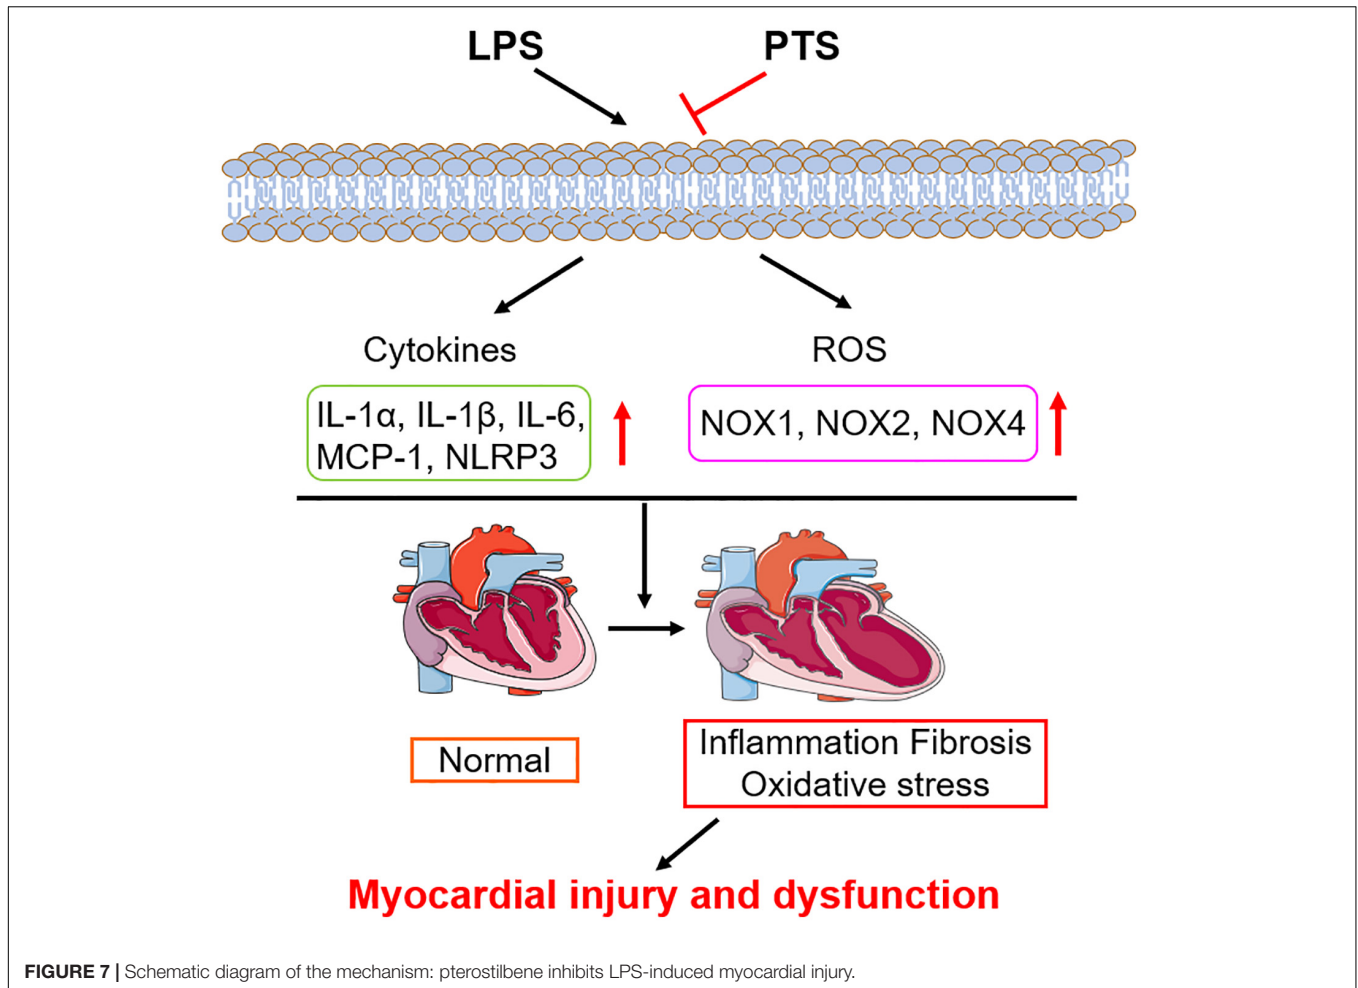 LPS PTS
Cytokines ROS
IL-1α, IL-1β, IL-6,
MCP-1, NLRP3
NOX1, NOX2, NOX4
Normal
Inflammation Fibrosis
Oxidative stress
Myocardial injury and dysfunction
FIGURE 7 | Schematic diagram of the mechanism: pterostilbene inhibits LPS-induced myocardial injury.